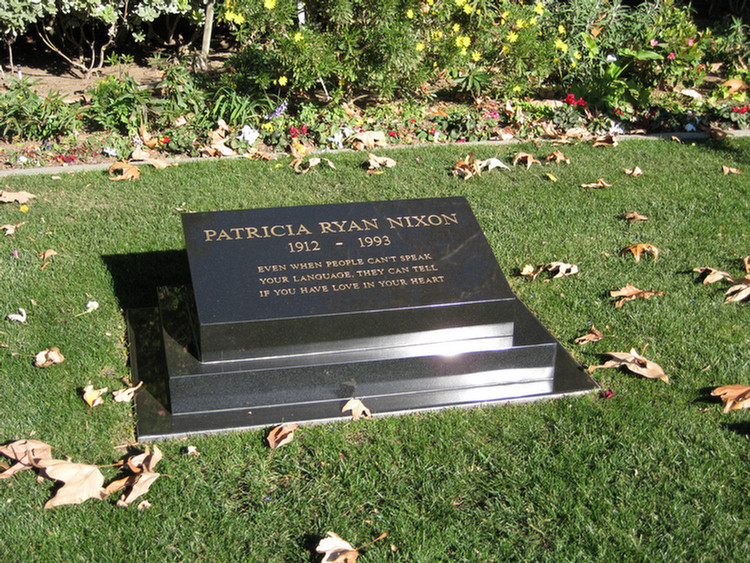 PATRICIA RYAN NIXON
1912 - 1993
EVEN WHEN PEOPLE CAN'T SPEAK
YOUR LANGUAGE, THEY CAN TELL
IF YOU HAVE LOVE IN YOUR HEART